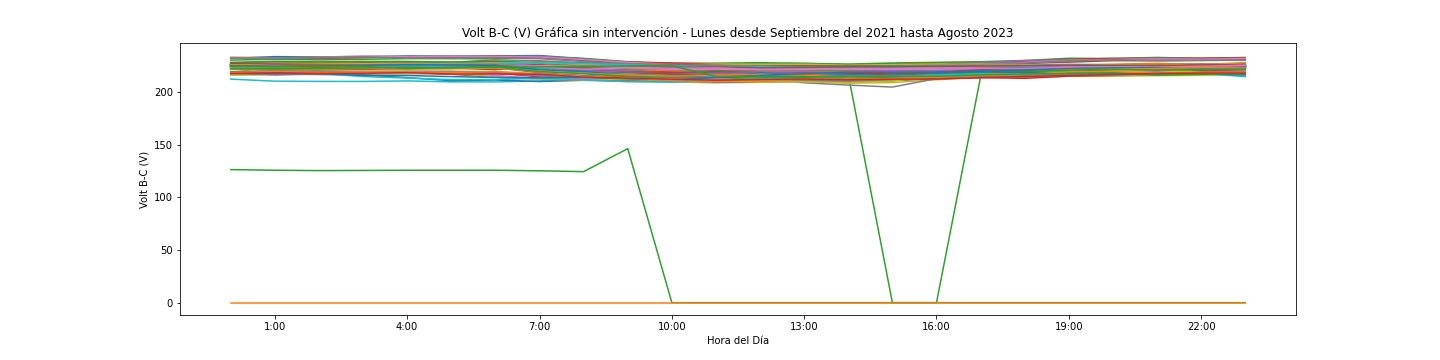 Volt B-C (V) Gráfica sin intervención - Lunes desde Septiembre del 2021 hasta Agosto 2023
Volt B-C (V)
200
150
100
50
0
1:00 4:00 7:00 10:00 13:00 16:00 19:00 22:00
Hora del Día